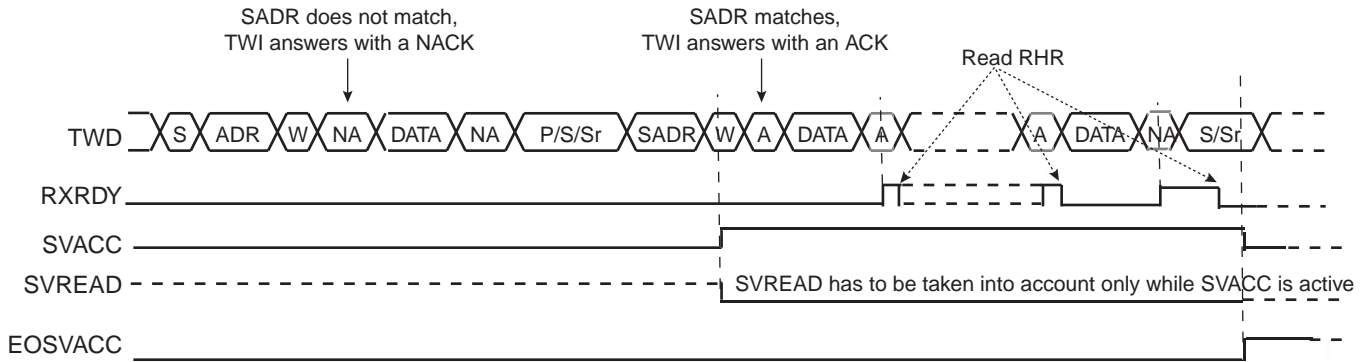 SADR does not match,
TWI answers with a NACK
SADR matches,
TWI answers with an ACK
Read RHR
TWD S ADR W NA DATA NA P/S/Sr SADR W A DATA A A DATA NA S/Sr
RXRDY
SVACC
SVREAD SVREAD has to be taken into account only while SVACC is active
EOSVACC